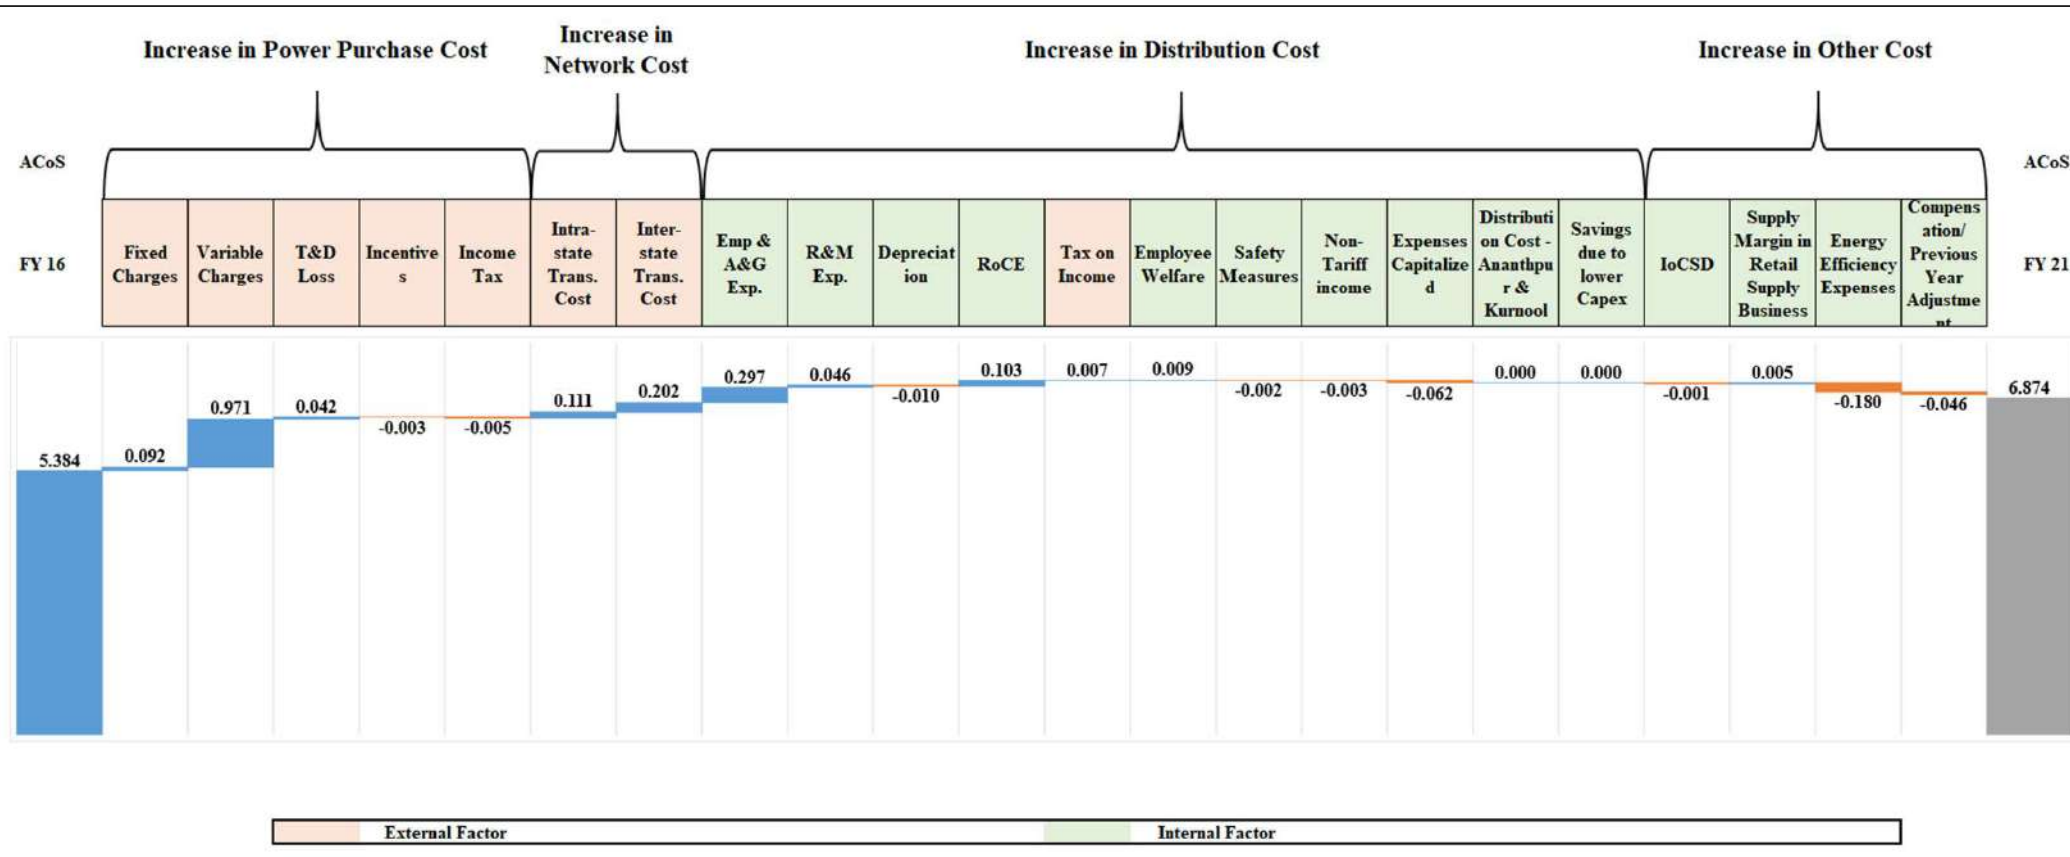 Increase in Power Purchase Cost
Increase in
Network Cost
Increase in Distribution Cost
Increase in Other Cost
ACoS
ACoS
FY 16
Fixed
Charges
Variable
Charges
T&D
Loss
Incentive
s
Income
Tax
Intra-
state
Trans.
Cost
Inter-
state
Trans.
Cost
Emp &
A&G
Exp.
R&M
Exp.
Depreciat
ion
RoCE
Tax on
Income
Employee
Welfare
Safety
Measures
Non-
Tariff
income
Expenses
Capitalize
d
Distributi
on Cost -
Ananthpu
r &
Kurnool
Savings
due to
lower
Capex
IoCSD
Supply
Margin in
Retail
Supply
Business
Energy
Efficiency
Expenses
Compens
ation/
Previous
Year
Adjustme
nt
FY 21
5.384
0.092
0.971
0.042
-0.003
-0.005
0.111
0.202
0.297
0.046
-0.010
0.103
0.007
0.009
-0.002
-0.003
-0.062
0.000
0.000
-0.001
0.005
-0.180
-0.046
6.874
External Factor
Internal Factor